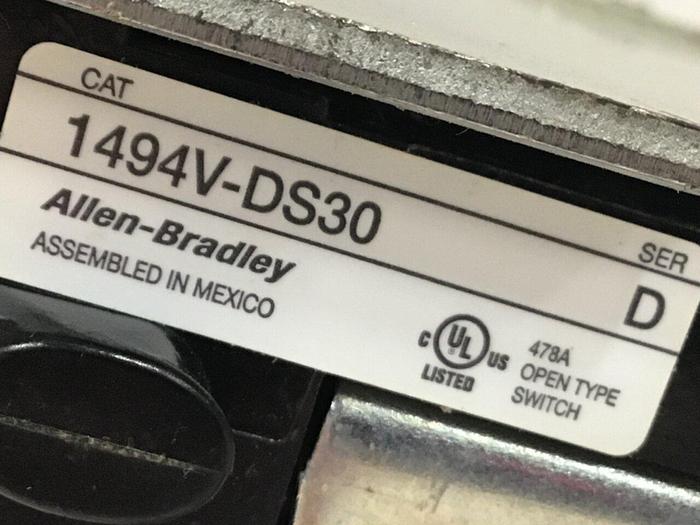 CAT
1494V-DS30
SER
D
Allen-Bradley
ASSEMBLED IN MEXICO
C UL US
®
LISTED
478A
OPEN TYPE
SWITCH